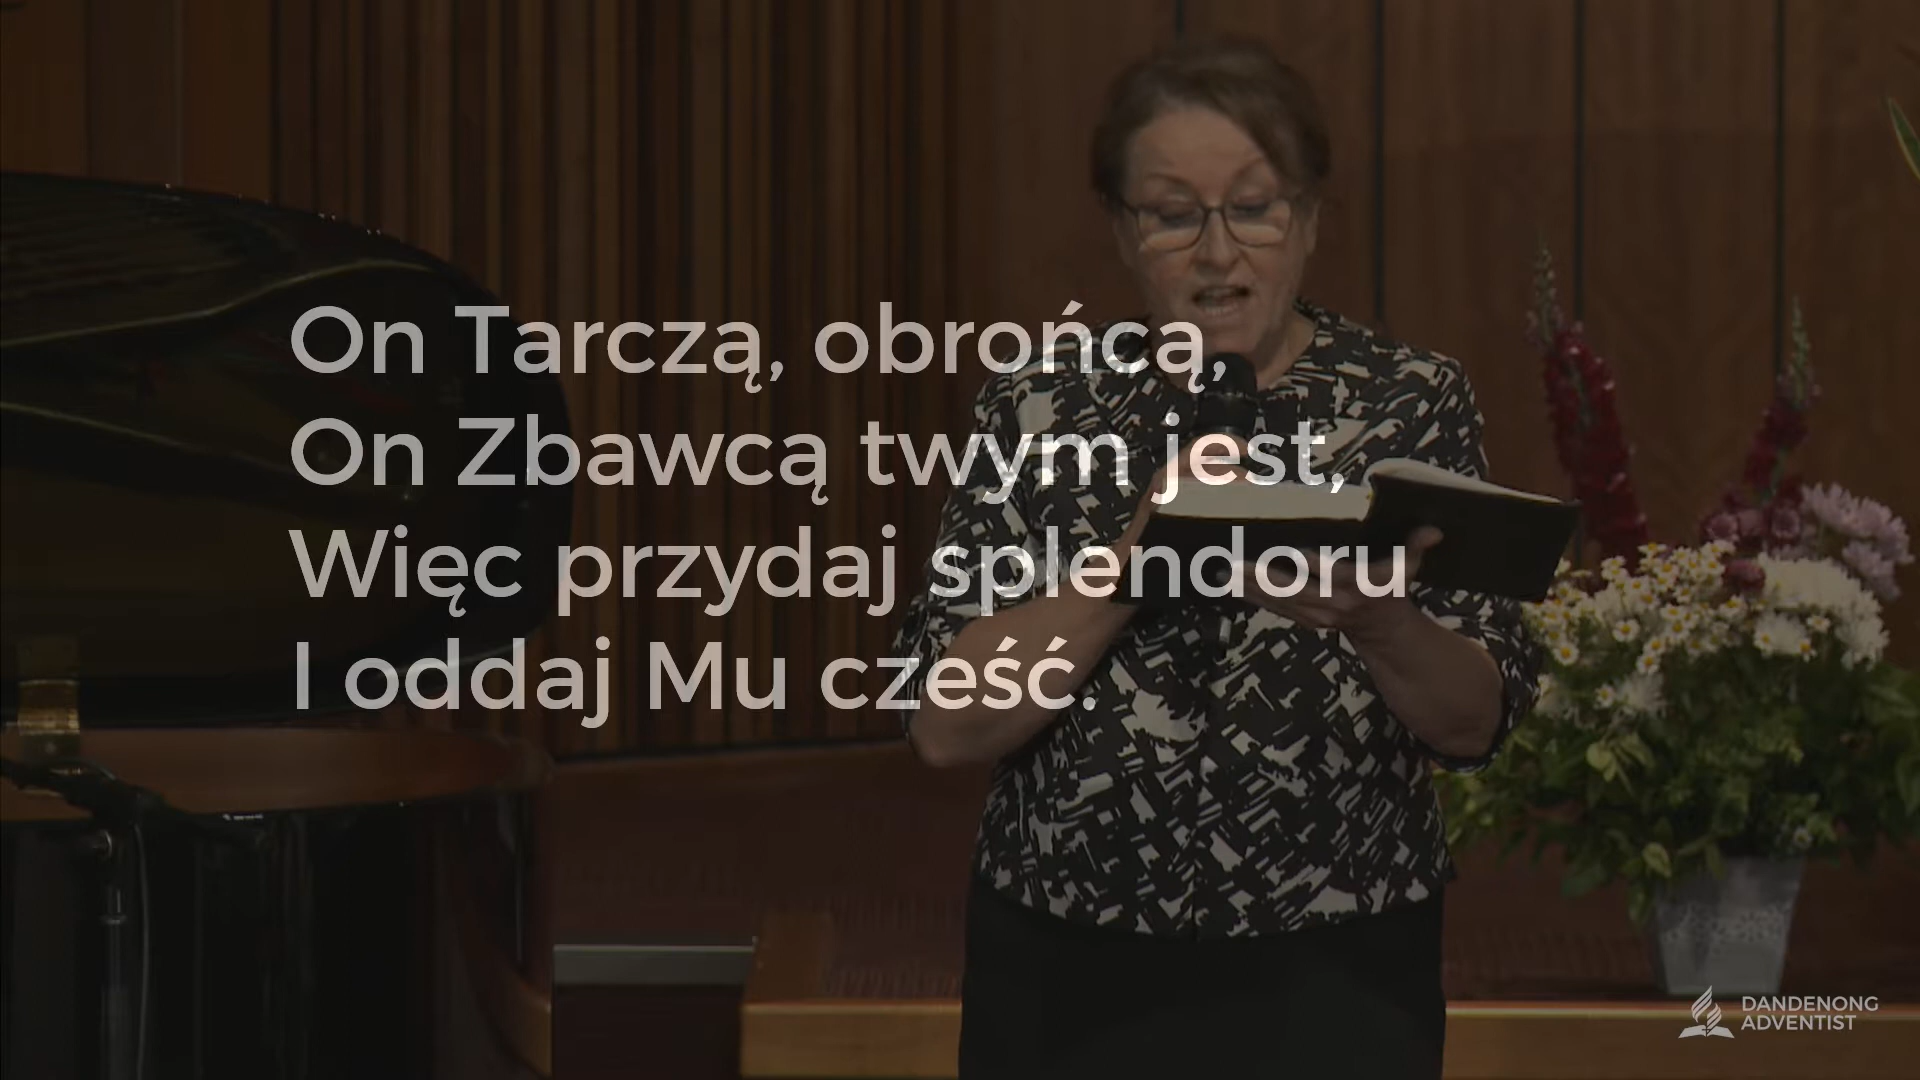 On Tarczą, obrońcą,
On Zbawcą twym jest,
Więc przydaj splendoru
I oddaj Mu cześć.
DANDENONG
ADVENTIST